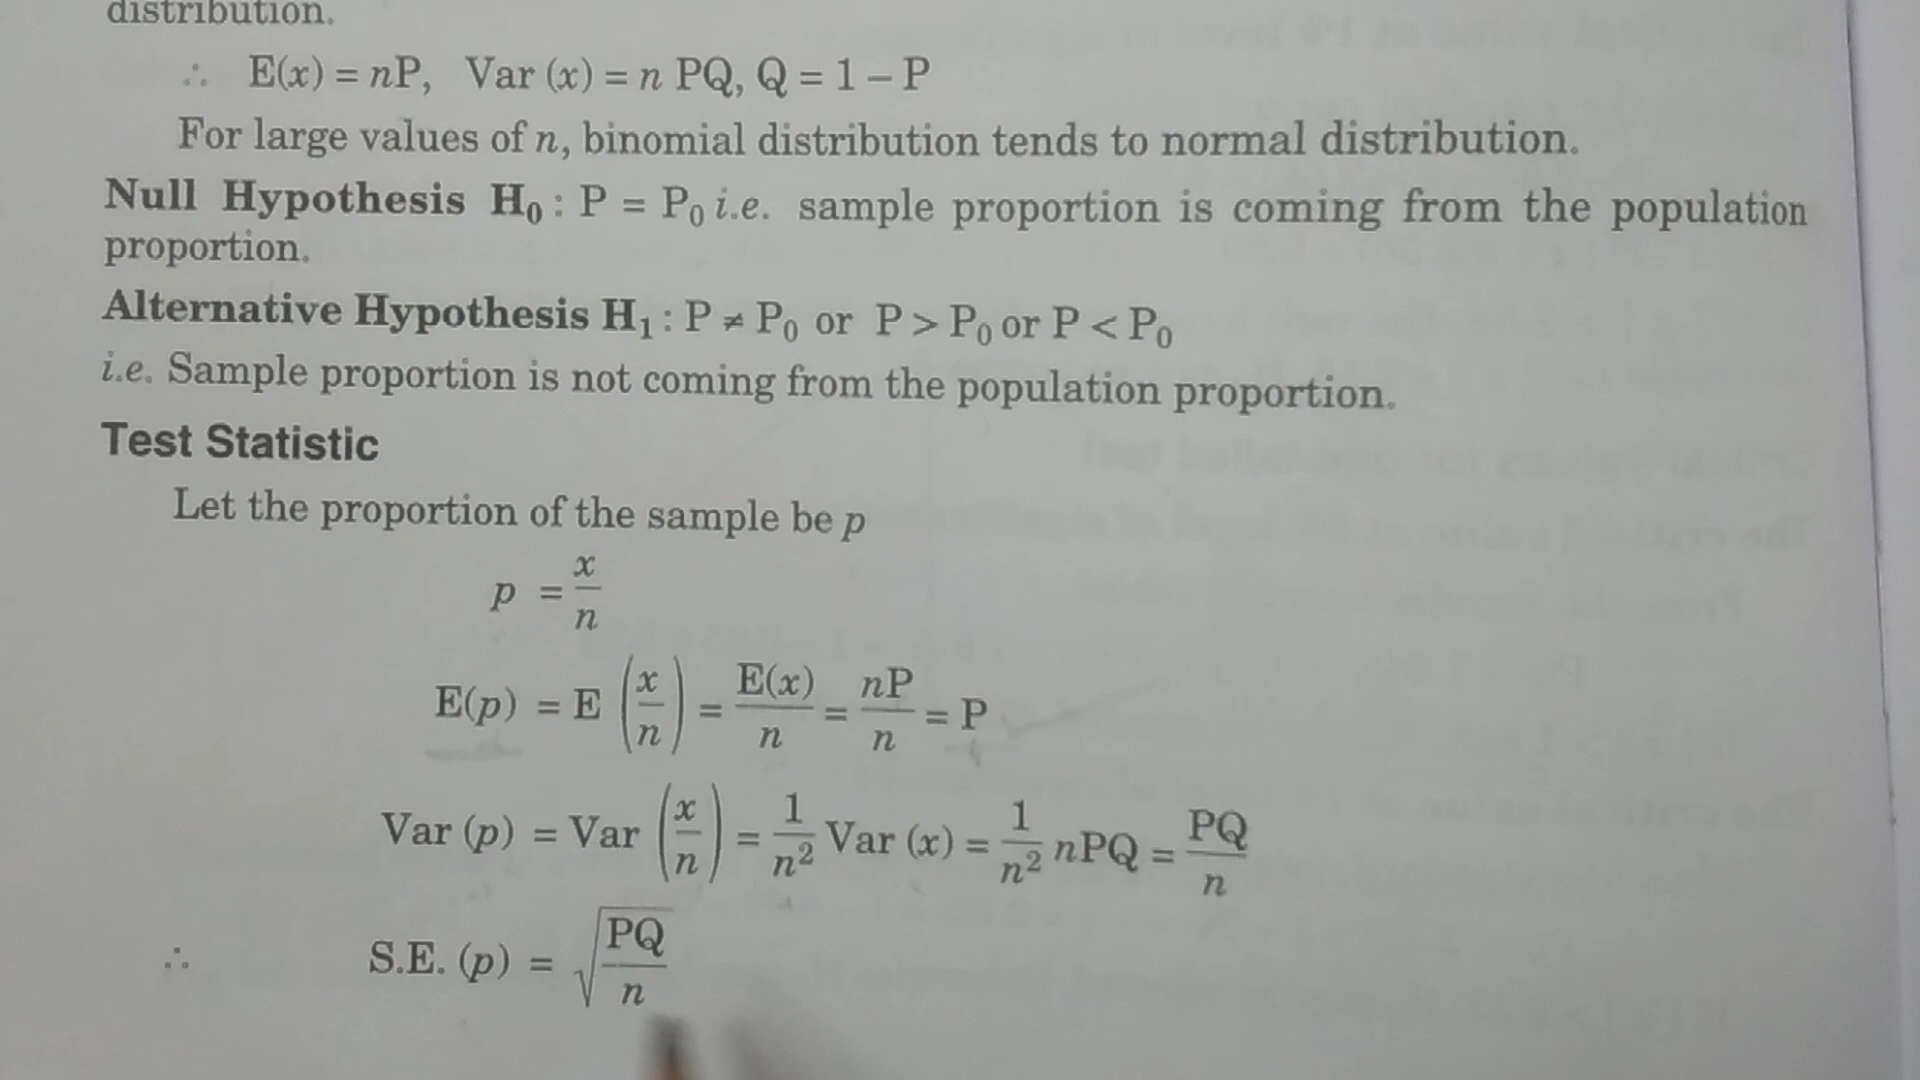 distribution.
∴ E(x) = nP, Var (x) = n PQ, Q = 1 – P
For large values of n, binomial distribution tends to normal distribution.
Null Hypothesis H₀ : P = P₀ i.e. sample proportion is coming from the population
proportion.
Alternative Hypothesis H₁ : P ≠ P₀ or P > P₀ or P < P₀
i.e. Sample proportion is not coming from the population proportion.
Test Statistic
Let the proportion of the sample be p
p = x/n
E(p) = E (x/n) = E(x)/n = nP/n = P
Var (p) = Var (x/n) = 1/n² Var (x) = 1/n² nPQ = PQ/n
∴ S.E. (p) = √(PQ/n)